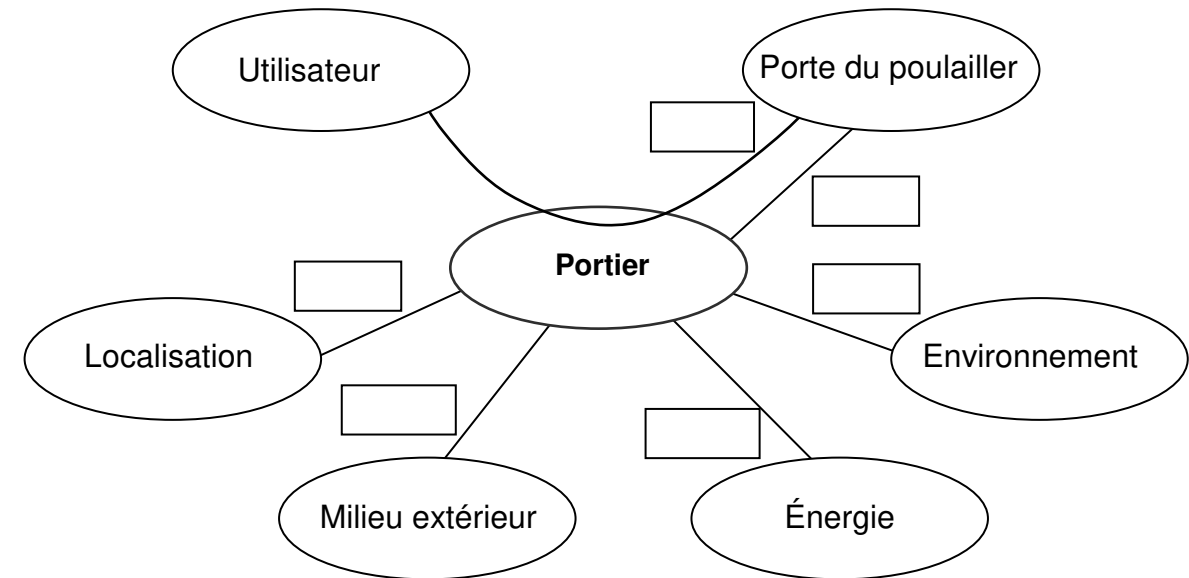 Utilisateur
Porte du poulailler
Portier
Localisation
Environnement
Milieu extérieur
Énergie